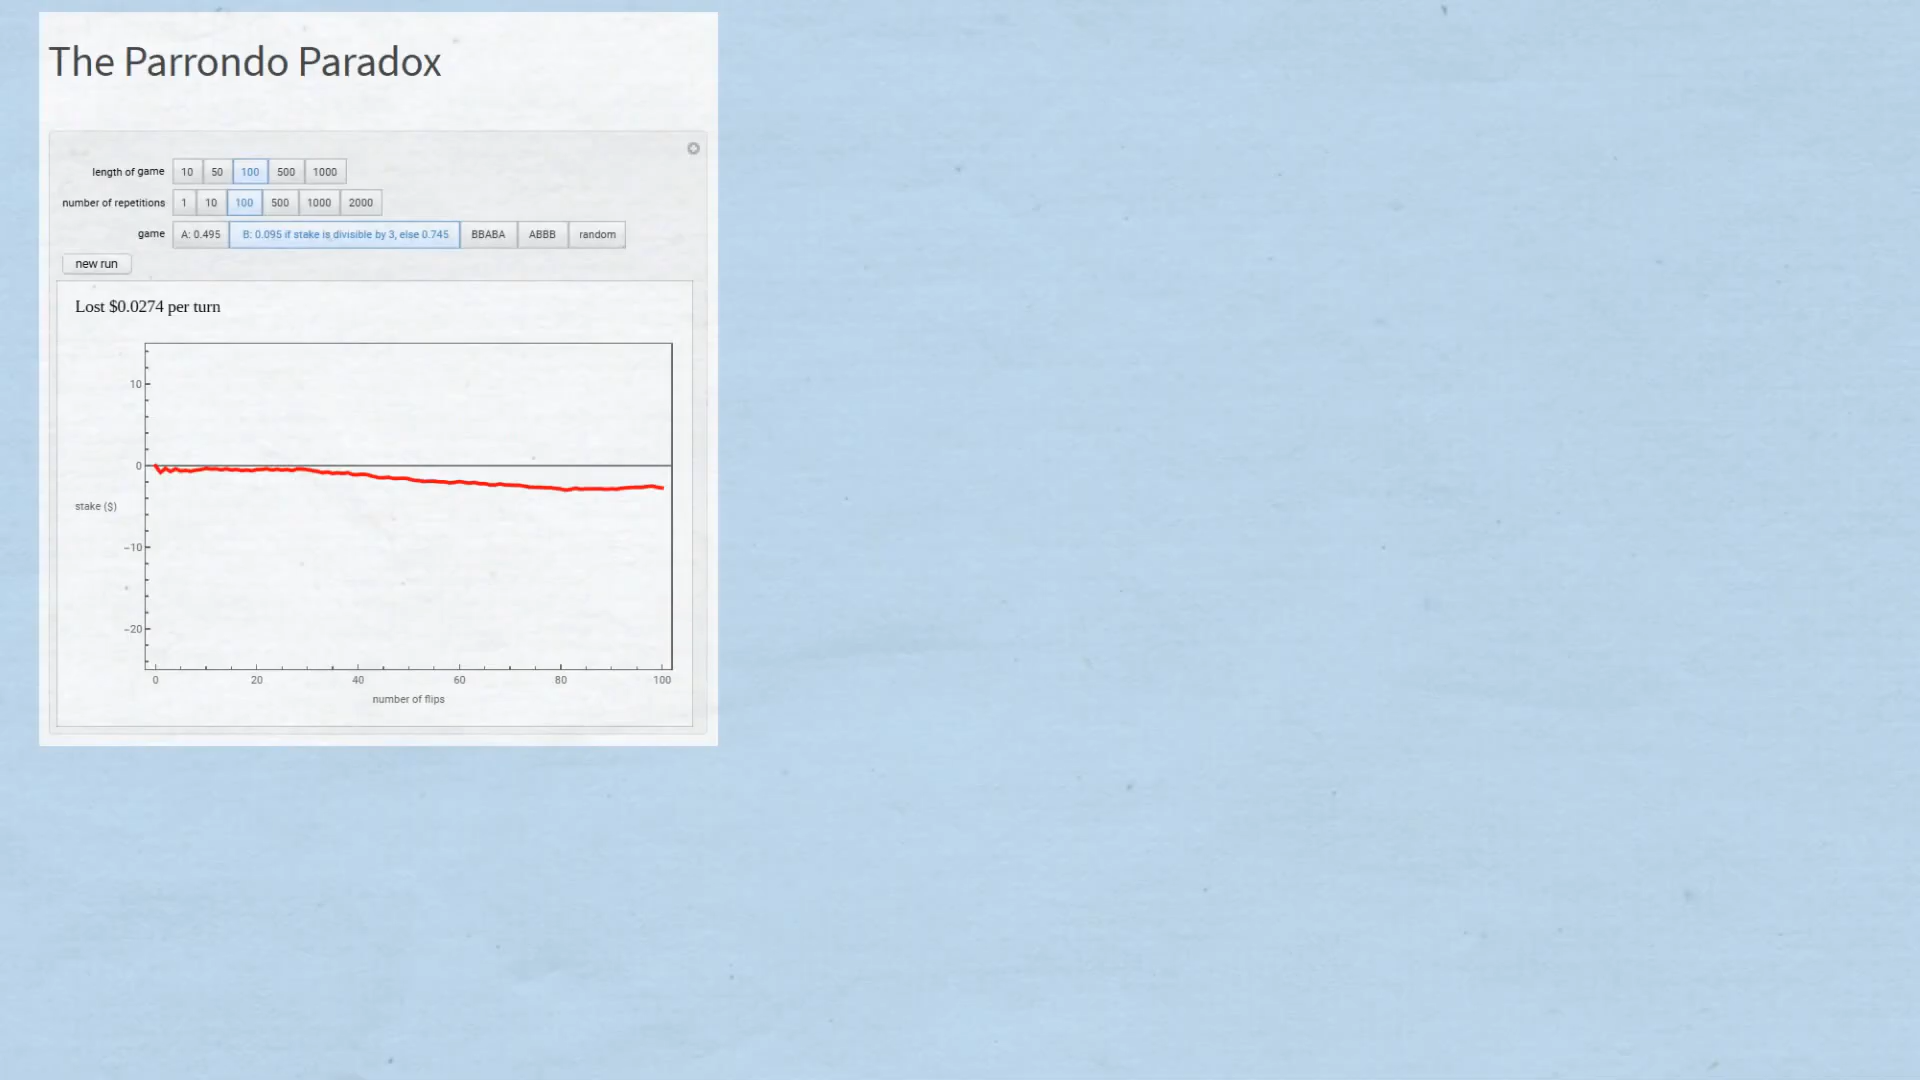 The Parrondo Paradox
length of game 10 50 100 500 1000
number of repetitions 1 10 100 500 1000 2000
game A: 0.495 B: 0.095 if stake is divisible by 3, else 0.745 BBABA ABBB random
new run
Lost $0.0274 per turn
10
0
stake ($)
−10
−20
0 20 40 60 80 100
number of flips